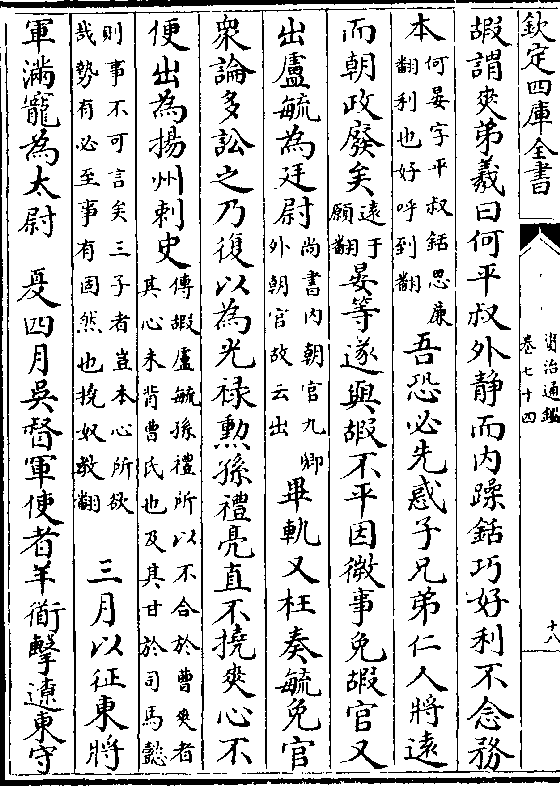 欽定四庫全書
資治通鑑
卷七十四
十八
嘏謂爽弟羲曰何平叔外静而内躁銛巧好利不念務
本何晏字平叔銛思廉翻利也好呼到翻吾恐必先惑子兄弟仁人將遠
而朝政廢矣遠于願翻晏等遂與嘏不平因微事免嘏官又
出盧毓為廷尉尚書内朝官九卿外朝官故云出畢軌又枉奏毓免官
衆論多訟之乃復以為光禄勲孫禮亮直不撓爽心不
便出為揚州刺史傅嘏盧毓孫禮所以不合於曹爽者其心未背曹氏也及其甘於司馬懿
則事不可言矣三子者豈本心所欲哉勢有必至事有固然也撓奴敎翻三月以征東將
軍滿寵為太尉 夏四月吳督軍使者羊衜擊遼東守